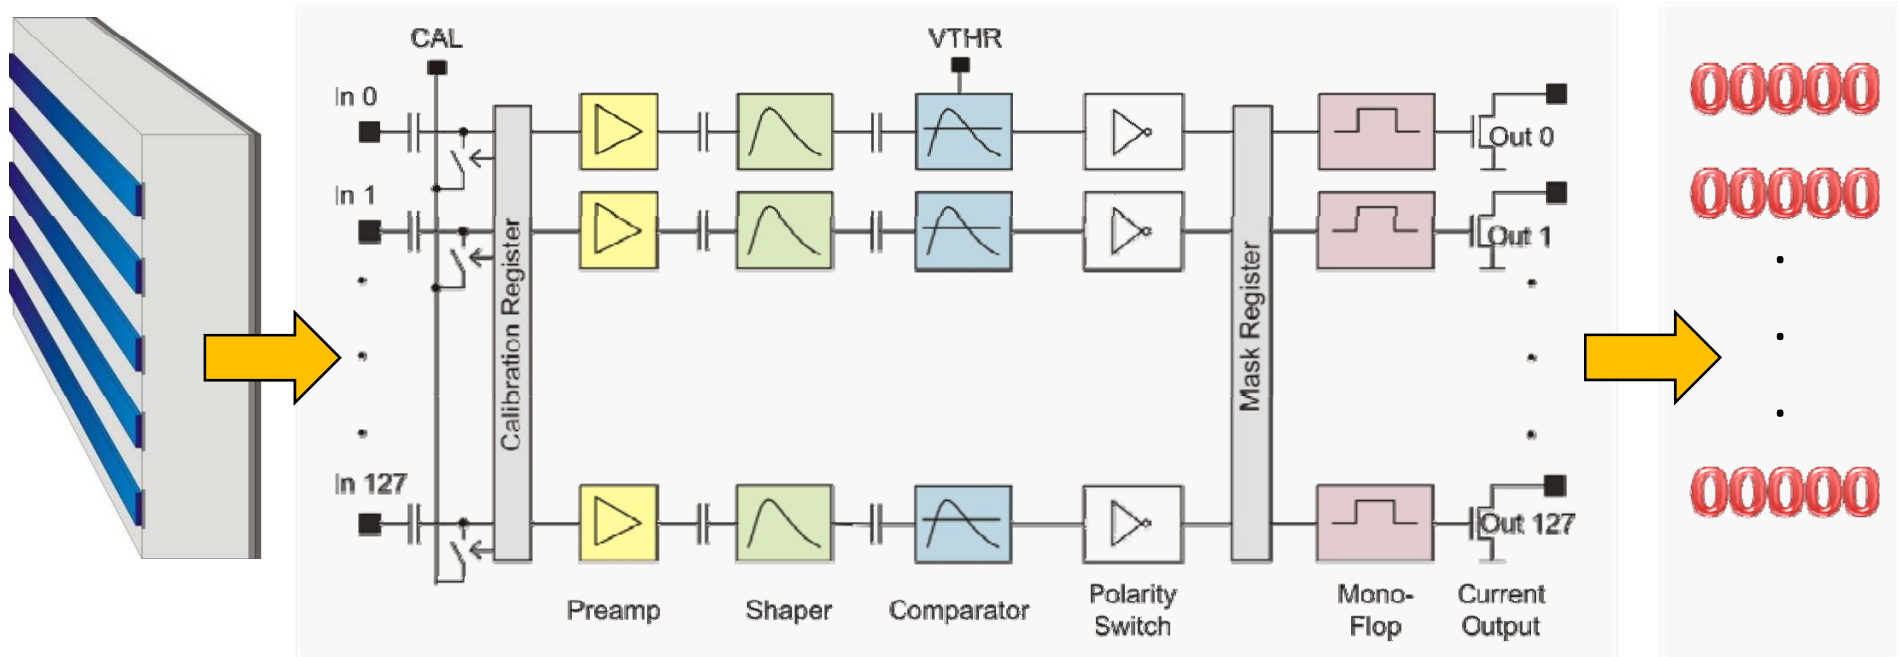 CAL
VTHR
In 0
Out 0
00000
In 1
Out 1
00000
Calibration Register
Mask Register
In 127
Out 127
00000
Preamp
Shaper
Comparator
Polarity
Switch
Mono-
Flop
Current
Output